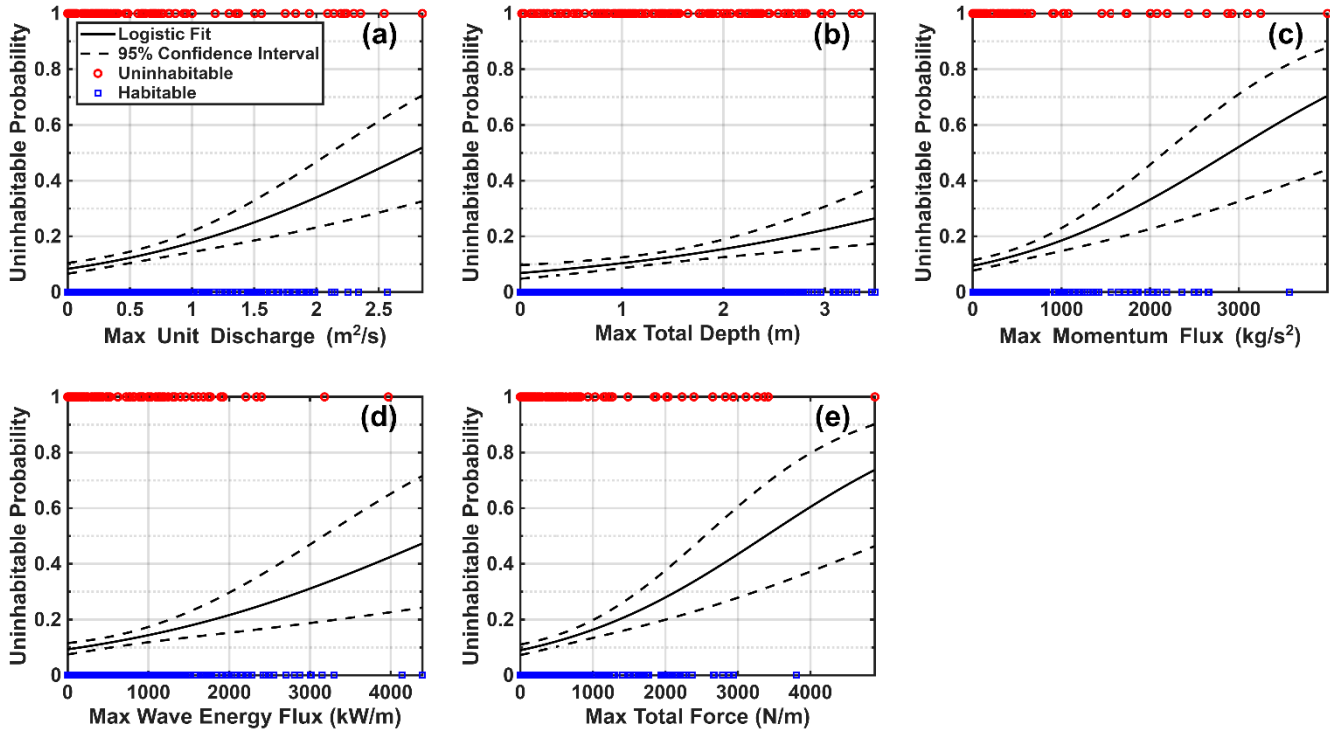 (a)
Logistic Fit
95% Confidence Interval
Uninhabitable
Habitable
Uninhabitable Probability
1
0.8
0.6
0.4
0.2
0
0 0.5 1 1.5 2 2.5
Max Unit Discharge (m²/s)
(b)
Uninhabitable Probability
1
0.8
0.6
0.4
0.2
0
0 1 2 3
Max Total Depth (m)
(c)
Uninhabitable Probability
1
0.8
0.6
0.4
0.2
0
0 1000 2000 3000
Max Momentum Flux (kg/s²)
(d)
Uninhabitable Probability
1
0.8
0.6
0.4
0.2
0
0 1000 2000 3000 4000
Max Wave Energy Flux (kW/m)
(e)
Uninhabitable Probability
1
0.8
0.6
0.4
0.2
0
0 1000 2000 3000 4000
Max Total Force (N/m)